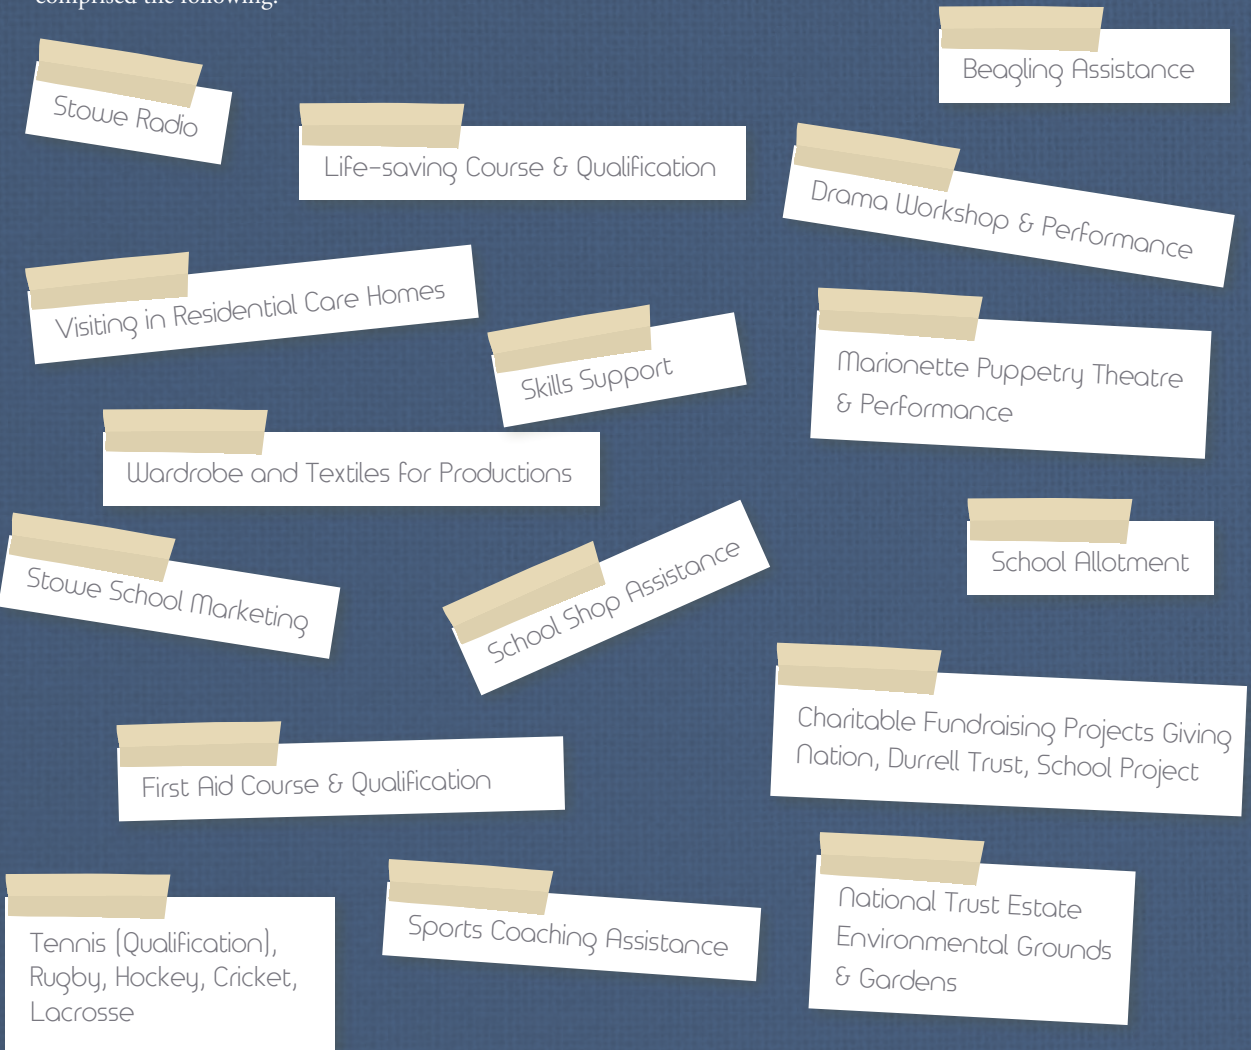 comprised the following:
Beagling Assistance
Stowe Radio
Life-saving Course & Qualification
Drama Workshop & Performance
Visiting in Residential Care Homes
Skills Support
Marionette Puppetry Theatre
& Performance
Wardrobe and Textiles for Productions
School Allotment
Stowe School Marketing
School Shop Assistance
Charitable Fundraising Projects Giving
Nation, Durrell Trust, School Project
First Aid Course & Qualification
National Trust Estate
Environmental Grounds
& Gardens
Sports Coaching Assistance
Tennis (Qualification),
Rugby, Hockey, Cricket,
Lacrosse